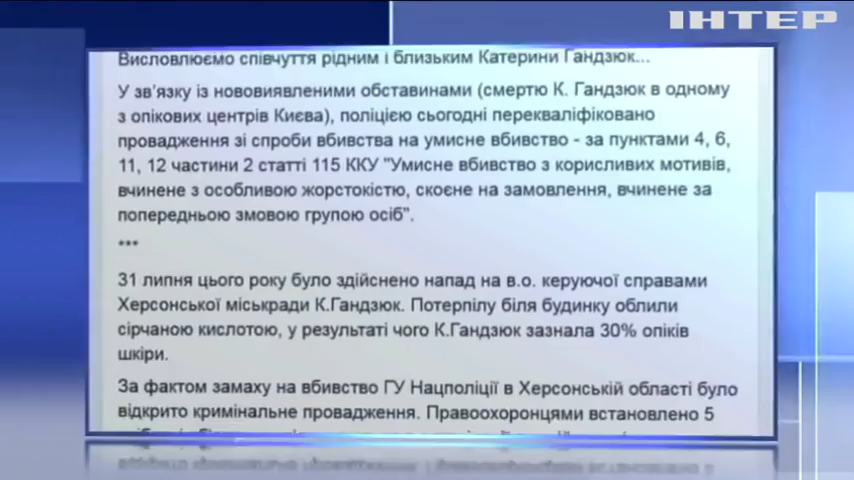 ІНТЕР
Висловлюємо співчуття рідним і близьким Катерини Гандзюк...
У зв'язку із нововиявленими обставинами (смертю К. Гандзюк в одному
з опікових центрів Києва), поліцією сьогодні перекваліфіковано
провадження зі спроби вбивства на умисне вбивство - за пунктами 4, 6,
11, 12 частини 2 статті 115 ККУ "Умисне вбивство з корисливих мотивів,
вчинене з особливою жорстокістю, скоєне на замовлення, вчинене за
попередньою змовою групою осіб".
***
31 липня цього року було здійснено напад на в.о. керуючої справами
Херсонської міськради К.Гандзюк. Потерпілу біля будинку облили
сірчаною кислотою, у результаті чого К.Гандзюк зазнала 30% опіків
шкіри.
За фактом замаху на вбивство ГУ Нацполіції в Херсонській області було
відкрито кримінальне провадження. Правоохоронцями встановлено 5